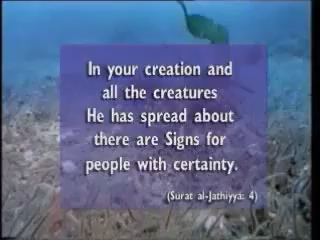 In your creation and
all the creatures
He has spread about
there are Signs for
people with certainty.
(Surat al-Jathiyya: 4)